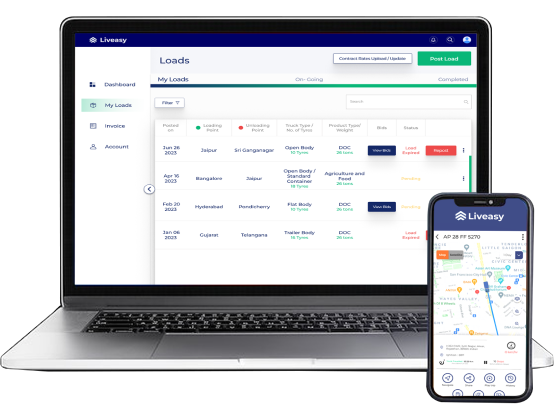 Liveasy
Loads
Contract Rates Upload / Update
Post Load
My Loads
On- Going
Completed
Dashboard
My Loads
Invoice
Account
Filter
Search
Posted on
Loading Point
Unloading Point
Truck Type / No. of Tyres
Product Type/ Weight
Bids
Status
Jun 26 2023
Jaipur
Sri Ganganagar
Open Body
10 Tyres
DOC
26 tons
View Bids
Load Expired
Repost
Apr 16 2023
Bangalore
Jaipur
Open Body / Standard Container
18 Tyres
Agriculture and Food
26 tons
Pending
Feb 20 2023
Hyderabad
Pondicherry
Flat Body
10 Tyres
DOC
26 tons
View Bids
Pending
Jan 06 2023
Gujarat
Telangana
Trailer Body
10 Tyres
DOC
26 tons
Load Expired
Liveasy
AP 28 FF 5270